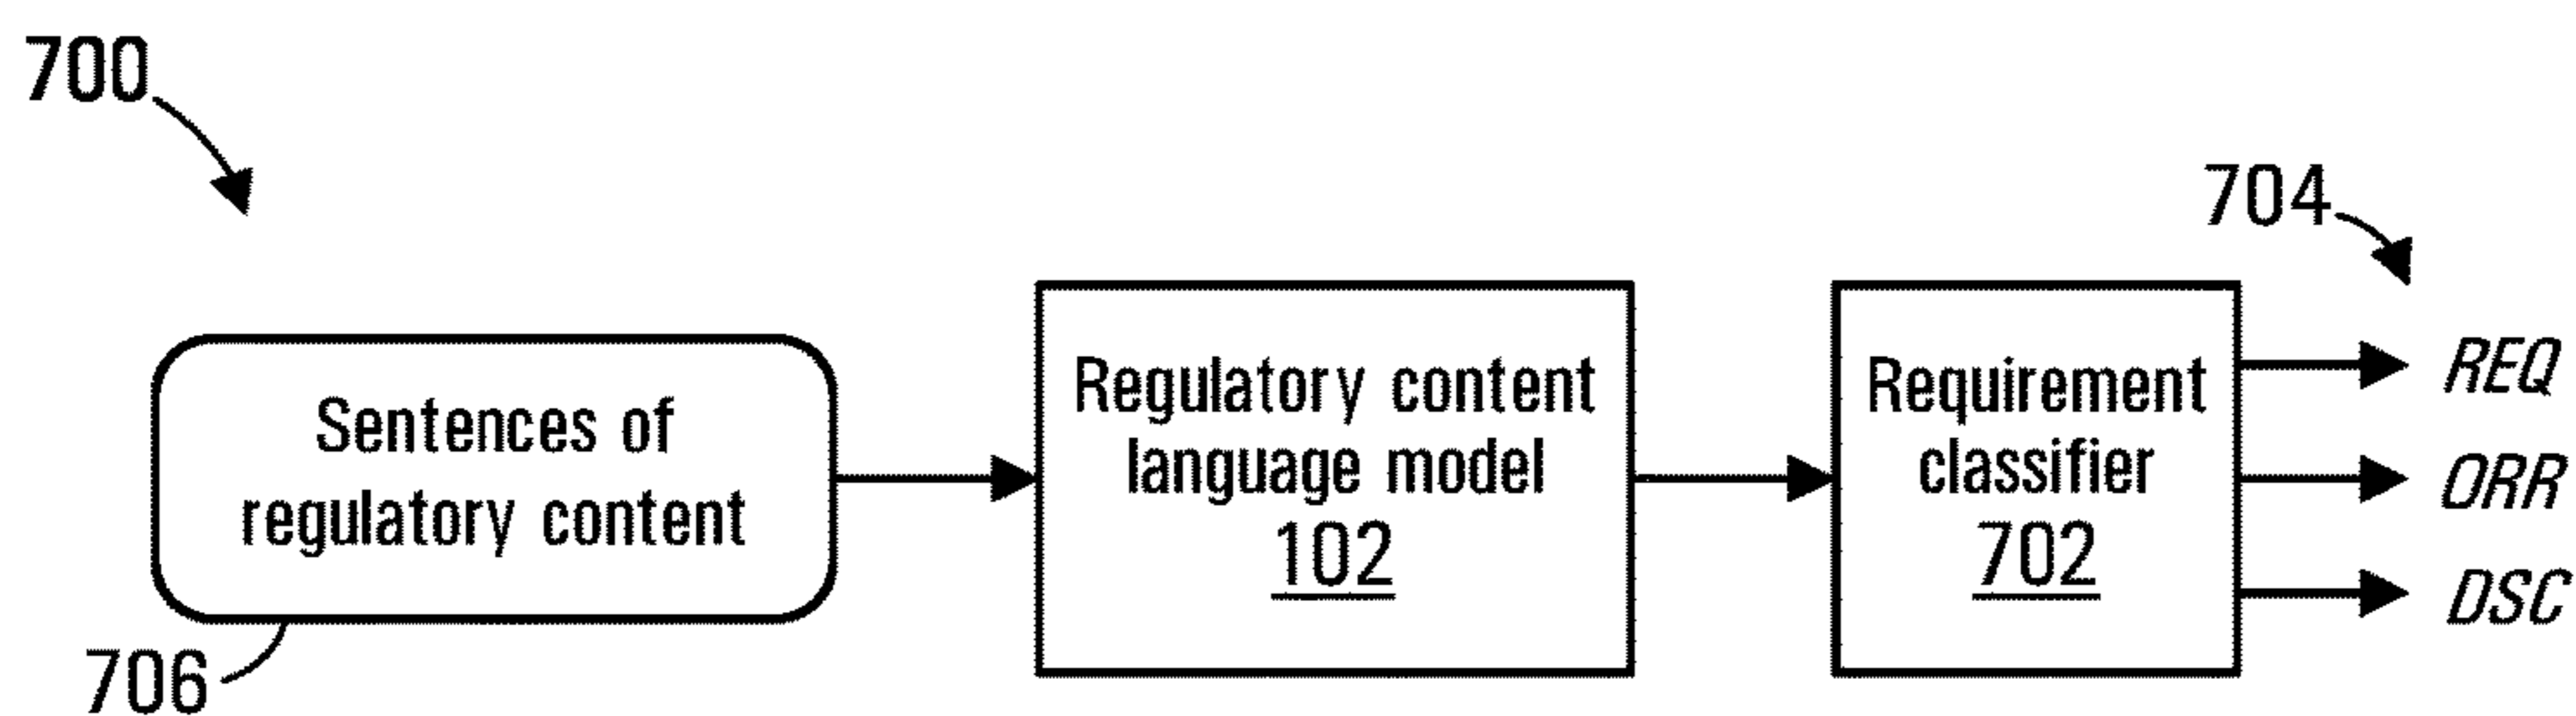 700
704
Sentences of
regulatory content
706
Regulatory content
language model
102
Requirement
classifier
702
REQ
ORR
DSC